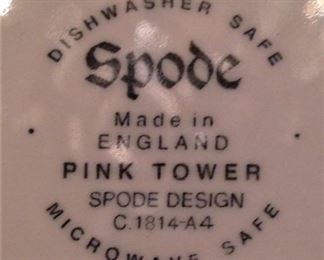 DISHWASHER SAFE
Spode
Made in
ENGLAND
PINK TOWER
SPODE DESIGN
C.1814-A4
MICROWAVE SAFE